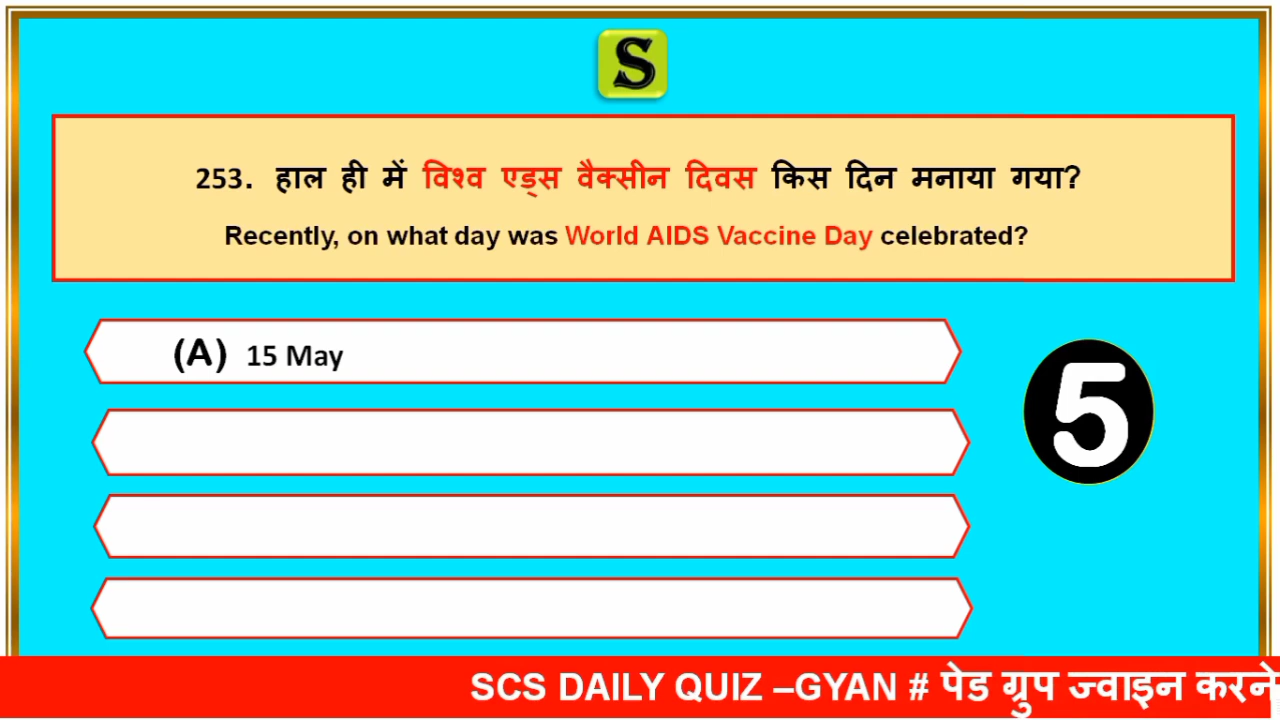 S
253. हाल ही में विश्व एड्स वैक्सीन दिवस किस दिन मनाया गया?
Recently, on what day was World AIDS Vaccine Day celebrated?
(A) 15 May
5
SCS DAILY QUIZ –GYAN # पेड ग्रुप ज्वाइन करने